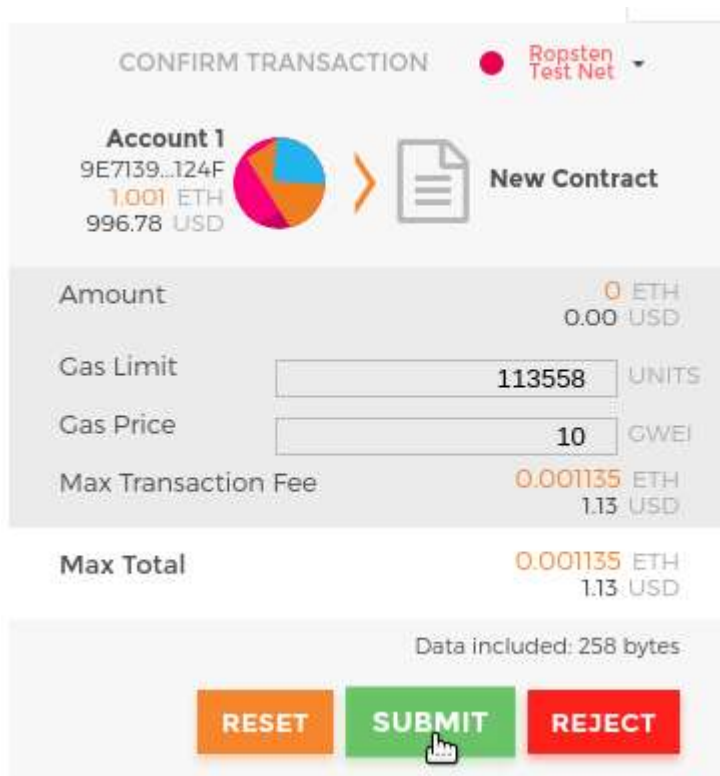 CONFIRM TRANSACTION
Ropsten
Test Net
Account 1
9E7139...124F
1.001 ETH
996.78 USD
New Contract
Amount
0 ETH
0.00 USD
Gas Limit
113558 UNITS
Gas Price
10 GWEI
Max Transaction Fee
0.001135 ETH
1.13 USD
Max Total
0.001135 ETH
1.13 USD
Data included: 258 bytes
RESET SUBMIT REJECT